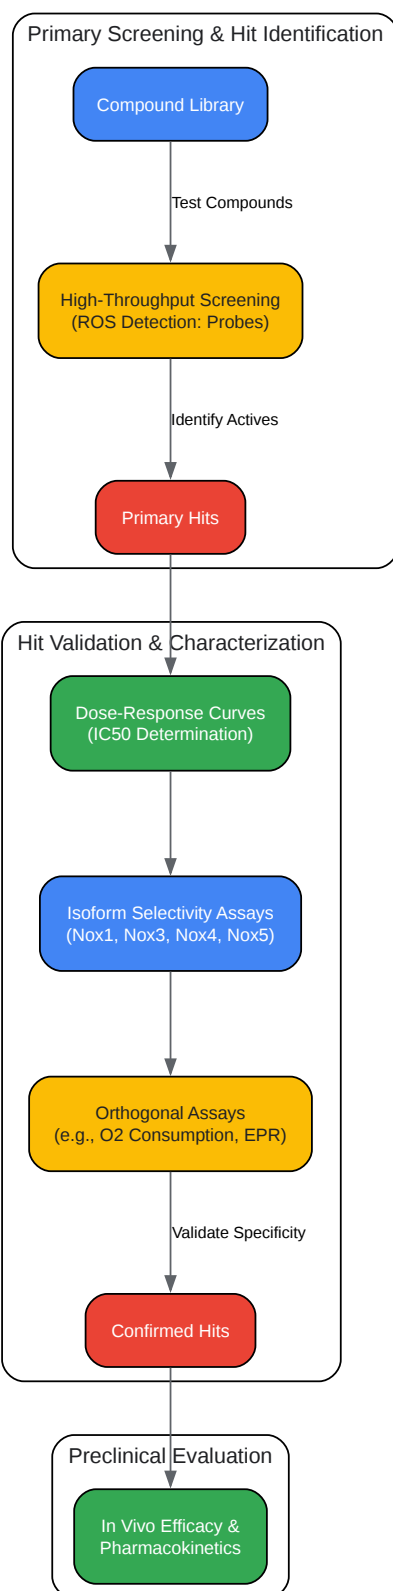 Primary Screening & Hit Identification
Compound Library
Test Compounds
High-Throughput Screening
(ROS Detection: Probes)
Identify Actives
Primary Hits
Hit Validation & Characterization
Dose-Response Curves
(IC50 Determination)
Isoform Selectivity Assays
(Nox1, Nox3, Nox4, Nox5)
Orthogonal Assays
(e.g., O2 Consumption, EPR)
Validate Specificity
Confirmed Hits
Preclinical Evaluation
In Vivo Efficacy &
Pharmacokinetics